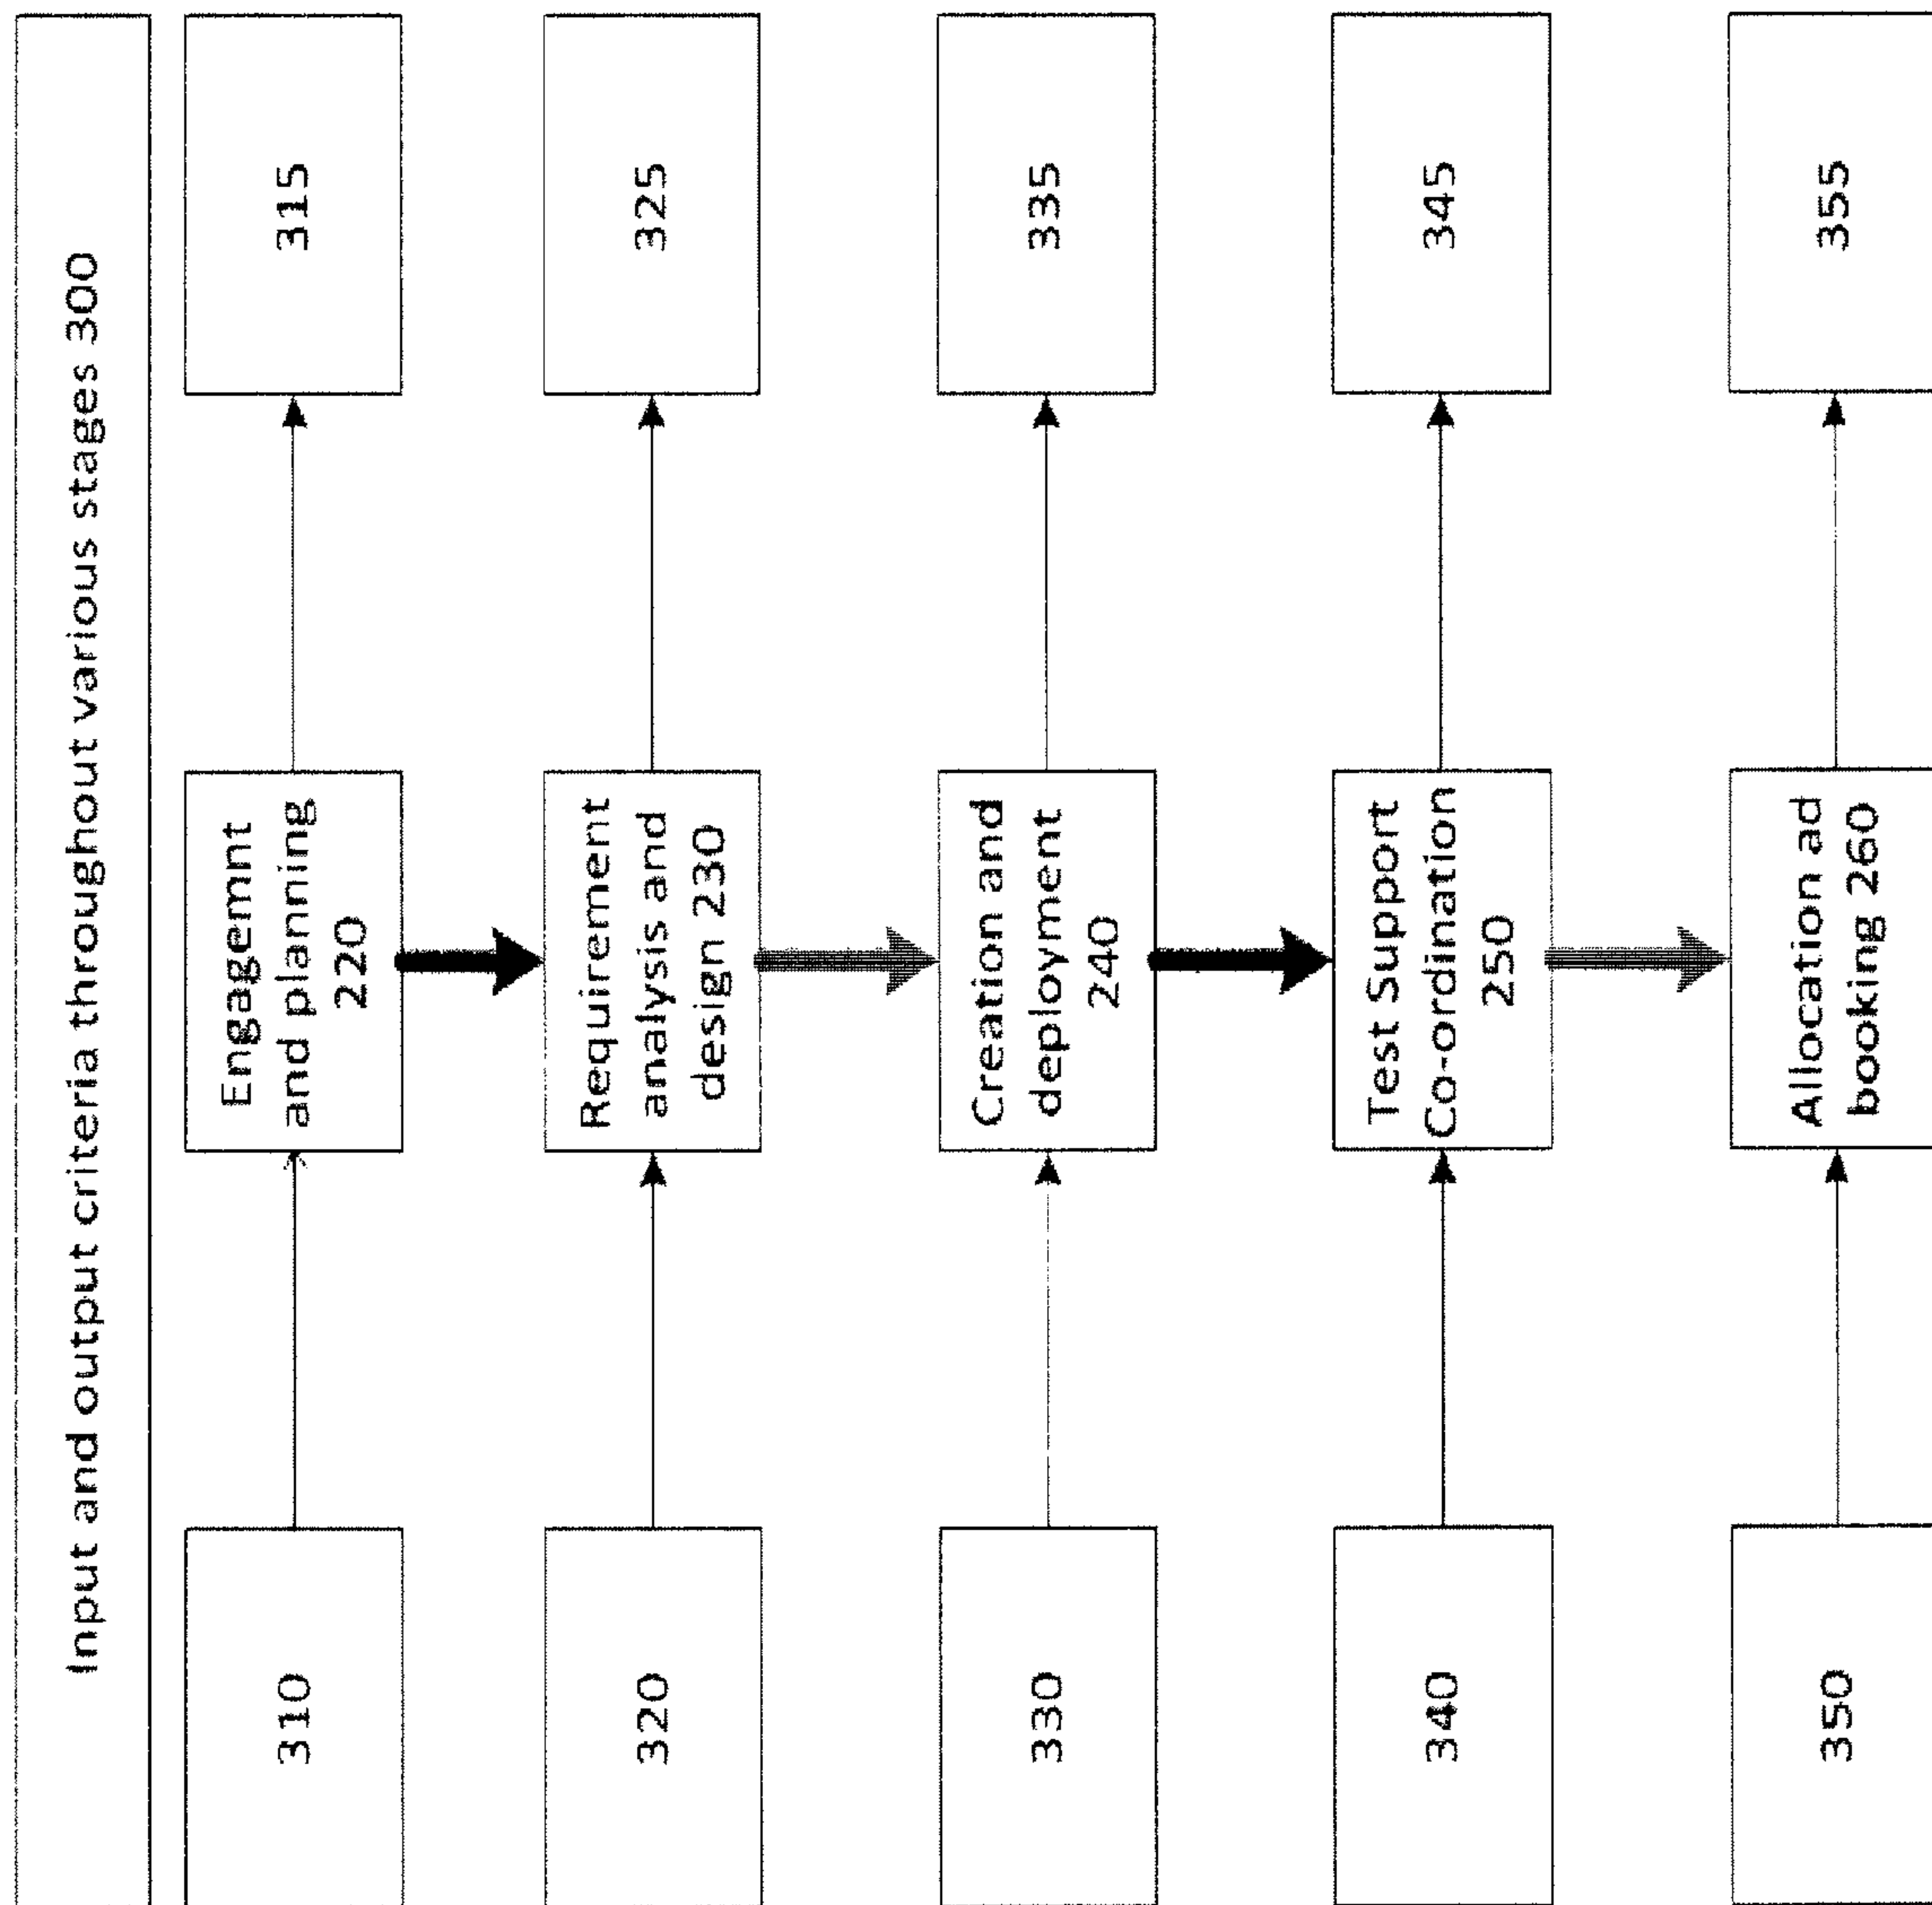 Input and output criteria throughout various stages 300
310
Engagemnt
and planning
220
315
320
Requirement
analysis and
design 230
325
330
Creation and
deployment
240
335
340
Test Support
Co-ordination
250
345
350
Allocation ad
booking 260
355